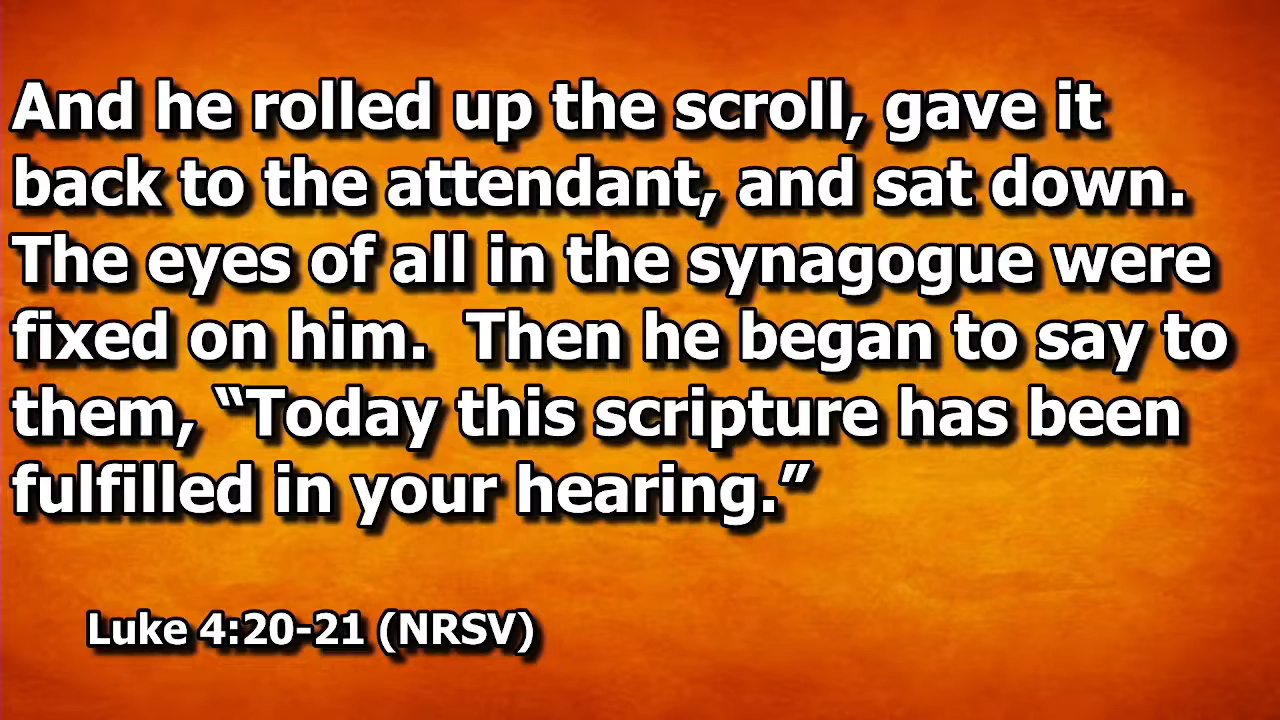 And he rolled up the scroll, gave it
back to the attendant, and sat down.
The eyes of all in the synagogue were
fixed on him.  Then he began to say to
them, “Today this scripture has been
fulfilled in your hearing.”
Luke 4:20-21 (NRSV)